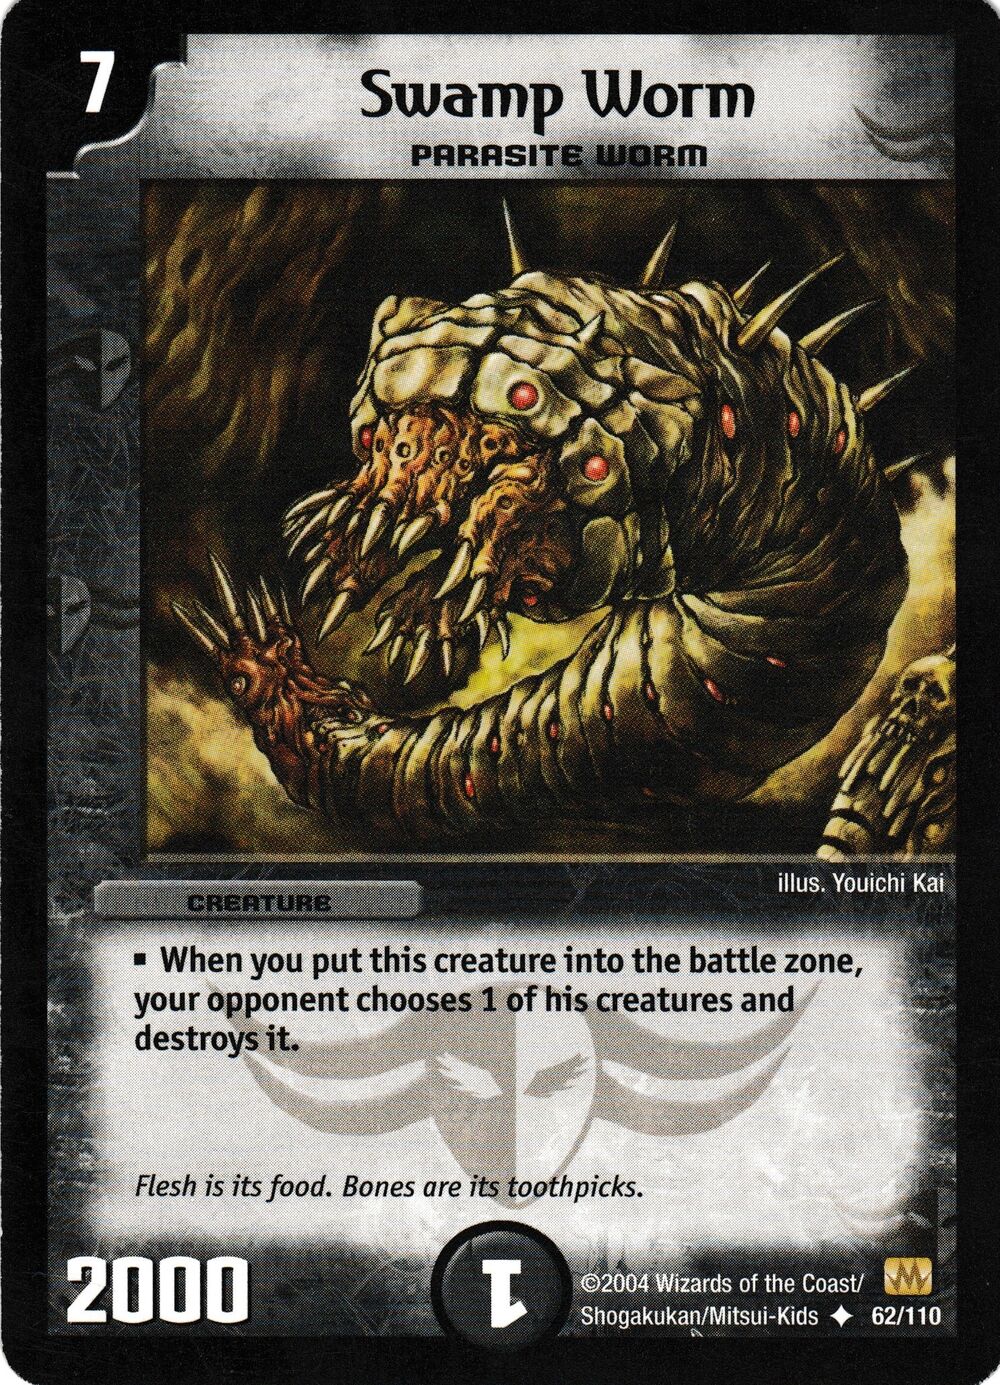 7
Swamp Worm
PARASITE WORM
illus. Youichi Kai
CREATURE
▪ When you put this creature into the battle zone,
your opponent chooses 1 of his creatures and
destroys it.
Flesh is its food. Bones are its toothpicks.
2000
1
©2004 Wizards of the Coast/
Shogakukan/Mitsui-Kids ✦ 62/110